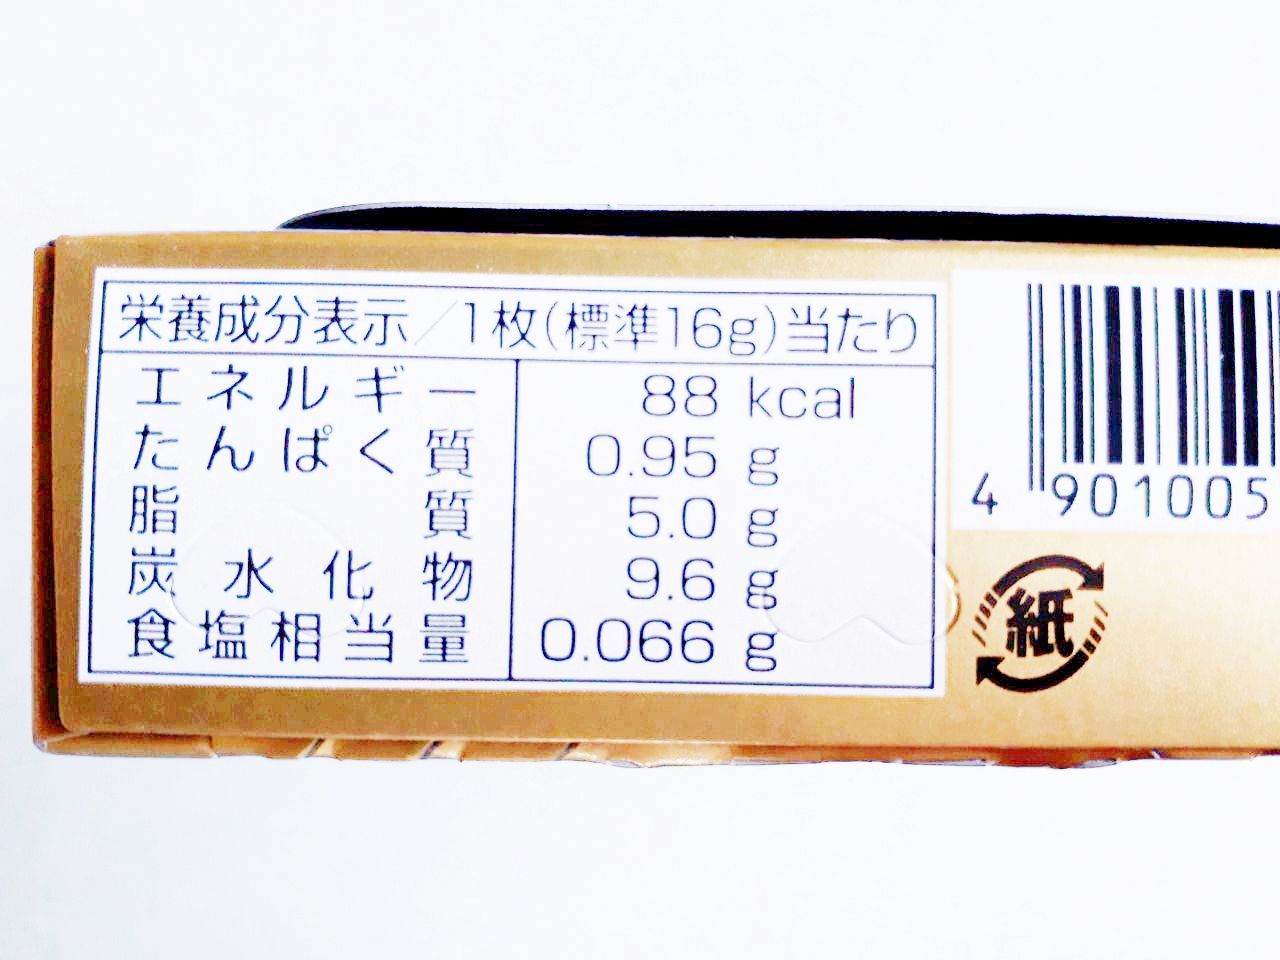 栄養成分表示/1枚(標準16g)当たり
エネルギー 88 kcal
たんぱく質 0.95 g
脂質 5.0 g
炭水化物 9.6 g
食塩相当量 0.066 g
4 901005
紙